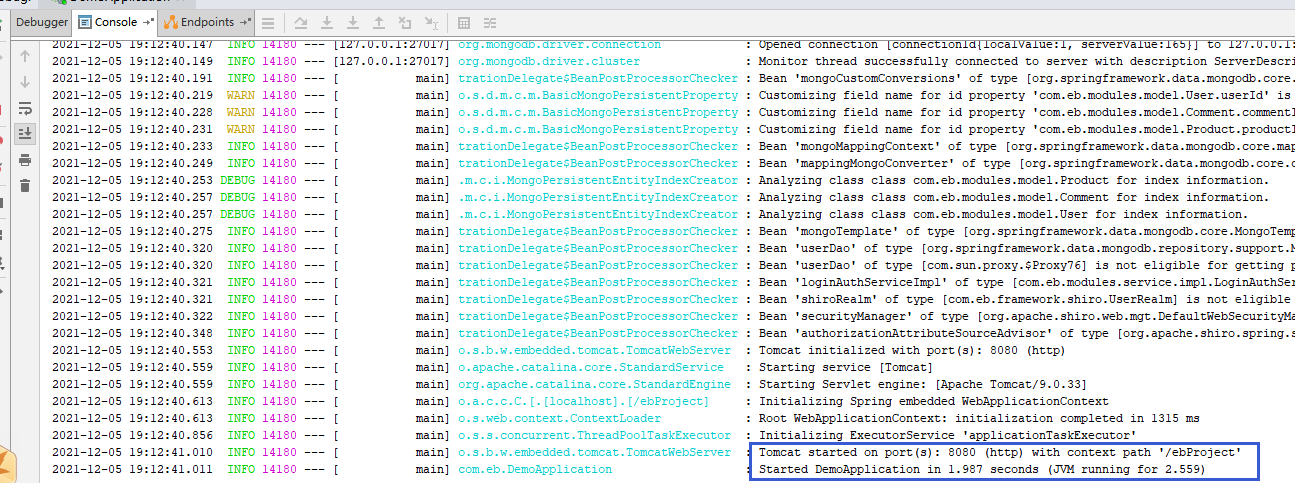 DemoApplication
Debugger Console Endpoints
2021-12-05 19:12:40.147 INFO 14180 --- [127.0.0.1:27017] org.mongodb.driver.connection : Opened connection [connectionId{localValue:1, serverValue:165}] to 127.0.0.1:
2021-12-05 19:12:40.149 INFO 14180 --- [127.0.0.1:27017] org.mongodb.driver.cluster : Monitor thread successfully connected to server with description ServerDescri
2021-12-05 19:12:40.191 INFO 14180 --- [ main] trationDelegate$BeanPostProcessorChecker : Bean 'mongoCustomConversions' of type [org.springframework.data.mongodb.core.
2021-12-05 19:12:40.219 WARN 14180 --- [ main] o.s.d.m.c.m.BasicMongoPersistentProperty : Customizing field name for id property 'com.eb.modules.model.User.userId' is
2021-12-05 19:12:40.228 WARN 14180 --- [ main] o.s.d.m.c.m.BasicMongoPersistentProperty : Customizing field name for id property 'com.eb.modules.model.Comment.commentI
2021-12-05 19:12:40.231 WARN 14180 --- [ main] o.s.d.m.c.m.BasicMongoPersistentProperty : Customizing field name for id property 'com.eb.modules.model.Product.productI
2021-12-05 19:12:40.233 INFO 14180 --- [ main] trationDelegate$BeanPostProcessorChecker : Bean 'mongoMappingContext' of type [org.springframework.data.mongodb.core.map
2021-12-05 19:12:40.249 INFO 14180 --- [ main] trationDelegate$BeanPostProcessorChecker : Bean 'mappingMongoConverter' of type [org.springframework.data.mongodb.core.c
2021-12-05 19:12:40.253 DEBUG 14180 --- [ main] .m.c.i.MongoPersistentEntityIndexCreator : Analyzing class class com.eb.modules.model.Product for index information.
2021-12-05 19:12:40.257 DEBUG 14180 --- [ main] .m.c.i.MongoPersistentEntityIndexCreator : Analyzing class class com.eb.modules.model.Comment for index information.
2021-12-05 19:12:40.257 DEBUG 14180 --- [ main] .m.c.i.MongoPersistentEntityIndexCreator : Analyzing class class com.eb.modules.model.User for index information.
2021-12-05 19:12:40.275 INFO 14180 --- [ main] trationDelegate$BeanPostProcessorChecker : Bean 'mongoTemplate' of type [org.springframework.data.mongodb.core.MongoTemp
2021-12-05 19:12:40.320 INFO 14180 --- [ main] trationDelegate$BeanPostProcessorChecker : Bean 'userDao' of type [org.springframework.data.mongodb.repository.support.M
2021-12-05 19:12:40.320 INFO 14180 --- [ main] trationDelegate$BeanPostProcessorChecker : Bean 'userDao' of type [com.sun.proxy.$Proxy76] is not eligible for getting p
2021-12-05 19:12:40.321 INFO 14180 --- [ main] trationDelegate$BeanPostProcessorChecker : Bean 'loginAuthServiceImpl' of type [com.eb.modules.service.impl.LoginAuthSer
2021-12-05 19:12:40.321 INFO 14180 --- [ main] trationDelegate$BeanPostProcessorChecker : Bean 'shiroRealm' of type [com.eb.framework.shiro.UserRealm] is not eligible
2021-12-05 19:12:40.322 INFO 14180 --- [ main] trationDelegate$BeanPostProcessorChecker : Bean 'securityManager' of type [org.apache.shiro.web.mgt.DefaultWebSecurityMa
2021-12-05 19:12:40.348 INFO 14180 --- [ main] trationDelegate$BeanPostProcessorChecker : Bean 'authorizationAttributeSourceAdvisor' of type [org.apache.shiro.spring.s
2021-12-05 19:12:40.553 INFO 14180 --- [ main] o.s.b.w.embedded.tomcat.TomcatWebServer : Tomcat initialized with port(s): 8080 (http)
2021-12-05 19:12:40.559 INFO 14180 --- [ main] o.apache.catalina.core.StandardService : Starting service [Tomcat]
2021-12-05 19:12:40.559 INFO 14180 --- [ main] org.apache.catalina.core.StandardEngine : Starting Servlet engine: [Apache Tomcat/9.0.33]
2021-12-05 19:12:40.613 INFO 14180 --- [ main] o.a.c.c.C.[.[localhost].[/ebProject] : Initializing Spring embedded WebApplicationContext
2021-12-05 19:12:40.613 INFO 14180 --- [ main] o.s.web.context.ContextLoader : Root WebApplicationContext: initialization completed in 1315 ms
2021-12-05 19:12:40.856 INFO 14180 --- [ main] o.s.s.concurrent.ThreadPoolTaskExecutor : Initializing ExecutorService 'applicationTaskExecutor'
2021-12-05 19:12:41.010 INFO 14180 --- [ main] o.s.b.w.embedded.tomcat.TomcatWebServer : Tomcat started on port(s): 8080 (http) with context path '/ebProject'
2021-12-05 19:12:41.011 INFO 14180 --- [ main] com.eb.DemoApplication : Started DemoApplication in 1.987 seconds (JVM running for 2.559)